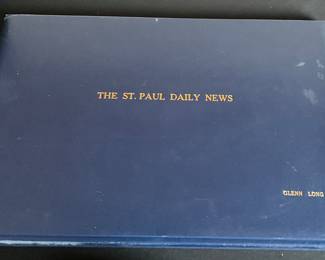 THE ST. PAUL DAILY NEWS
GLENN LONG